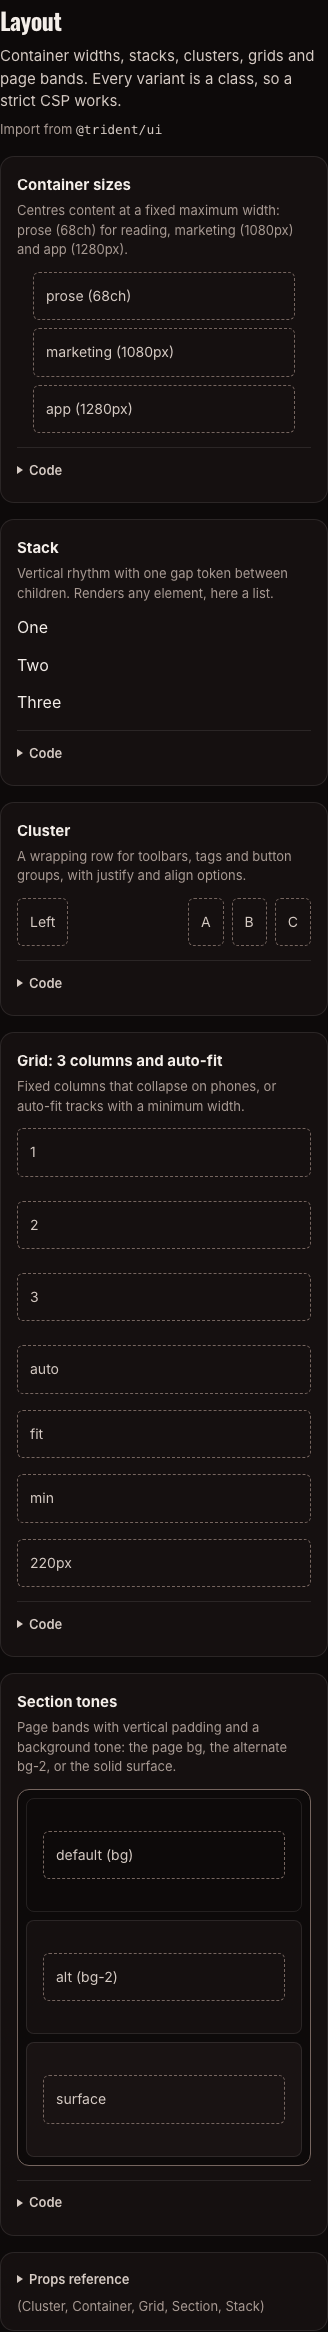 Layout
Container widths, stacks, clusters, grids and
page bands. Every variant is a class, so a
strict CSP works.
Import from @trident/ui
Container sizes
Centres content at a fixed maximum width:
prose (68ch) for reading, marketing (1080px)
and app (1280px).
prose (68ch)
marketing (1080px)
app (1280px)
Code
Stack
Vertical rhythm with one gap token between
children. Renders any element, here a list.
One
Two
Three
Code
Cluster
A wrapping row for toolbars, tags and button
groups, with justify and align options.
Left A B C
Code
Grid: 3 columns and auto-fit
Fixed columns that collapse on phones, or
auto-fit tracks with a minimum width.
1
2
3
auto
fit
min
220px
Code
Section tones
Page bands with vertical padding and a
background tone: the page bg, the alternate
bg-2, or the solid surface.
default (bg)
alt (bg-2)
surface
Code
Props reference
(Cluster, Container, Grid, Section, Stack)